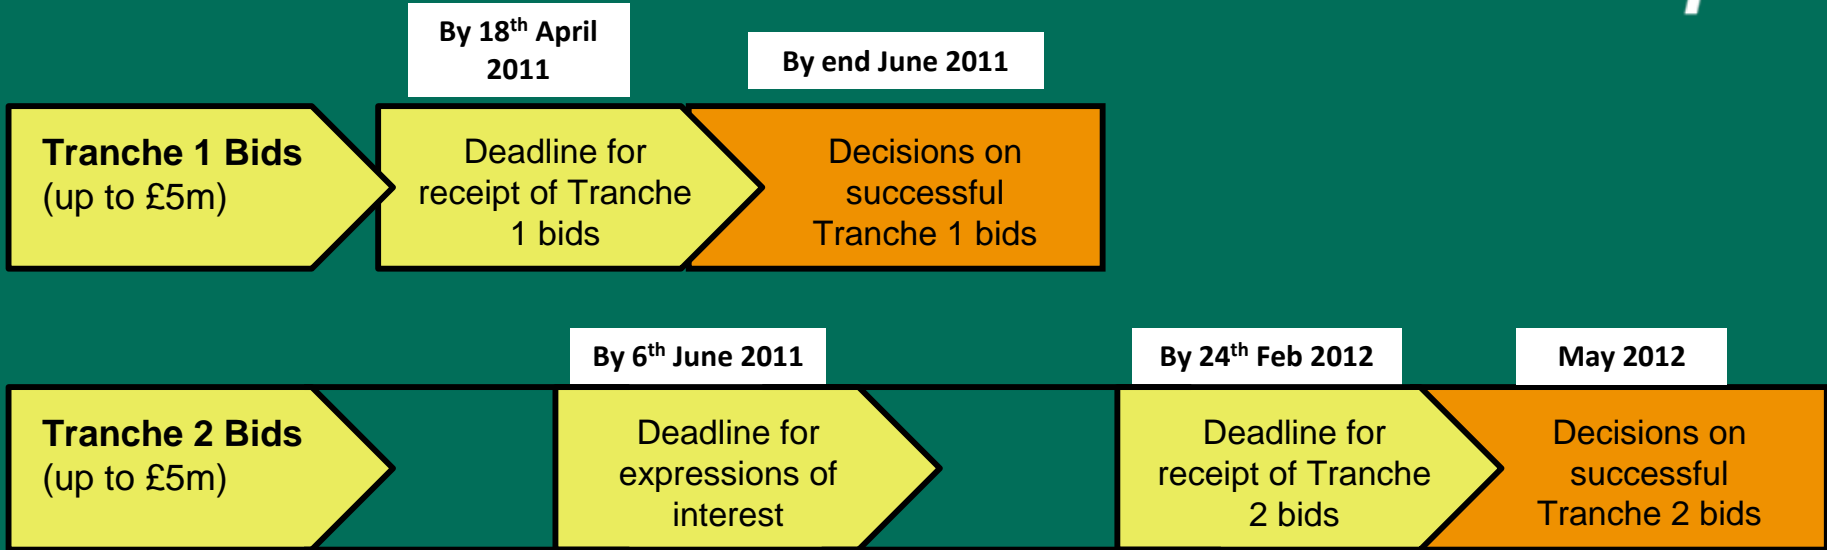 By 18th April
2011
By end June 2011
Tranche 1 Bids
(up to £5m)
Deadline for
receipt of Tranche
1 bids
Decisions on
successful
Tranche 1 bids
By 6th June 2011
By 24th Feb 2012
May 2012
Tranche 2 Bids
(up to £5m)
Deadline for
expressions of
interest
Deadline for
receipt of Tranche
2 bids
Decisions on
successful
Tranche 2 bids